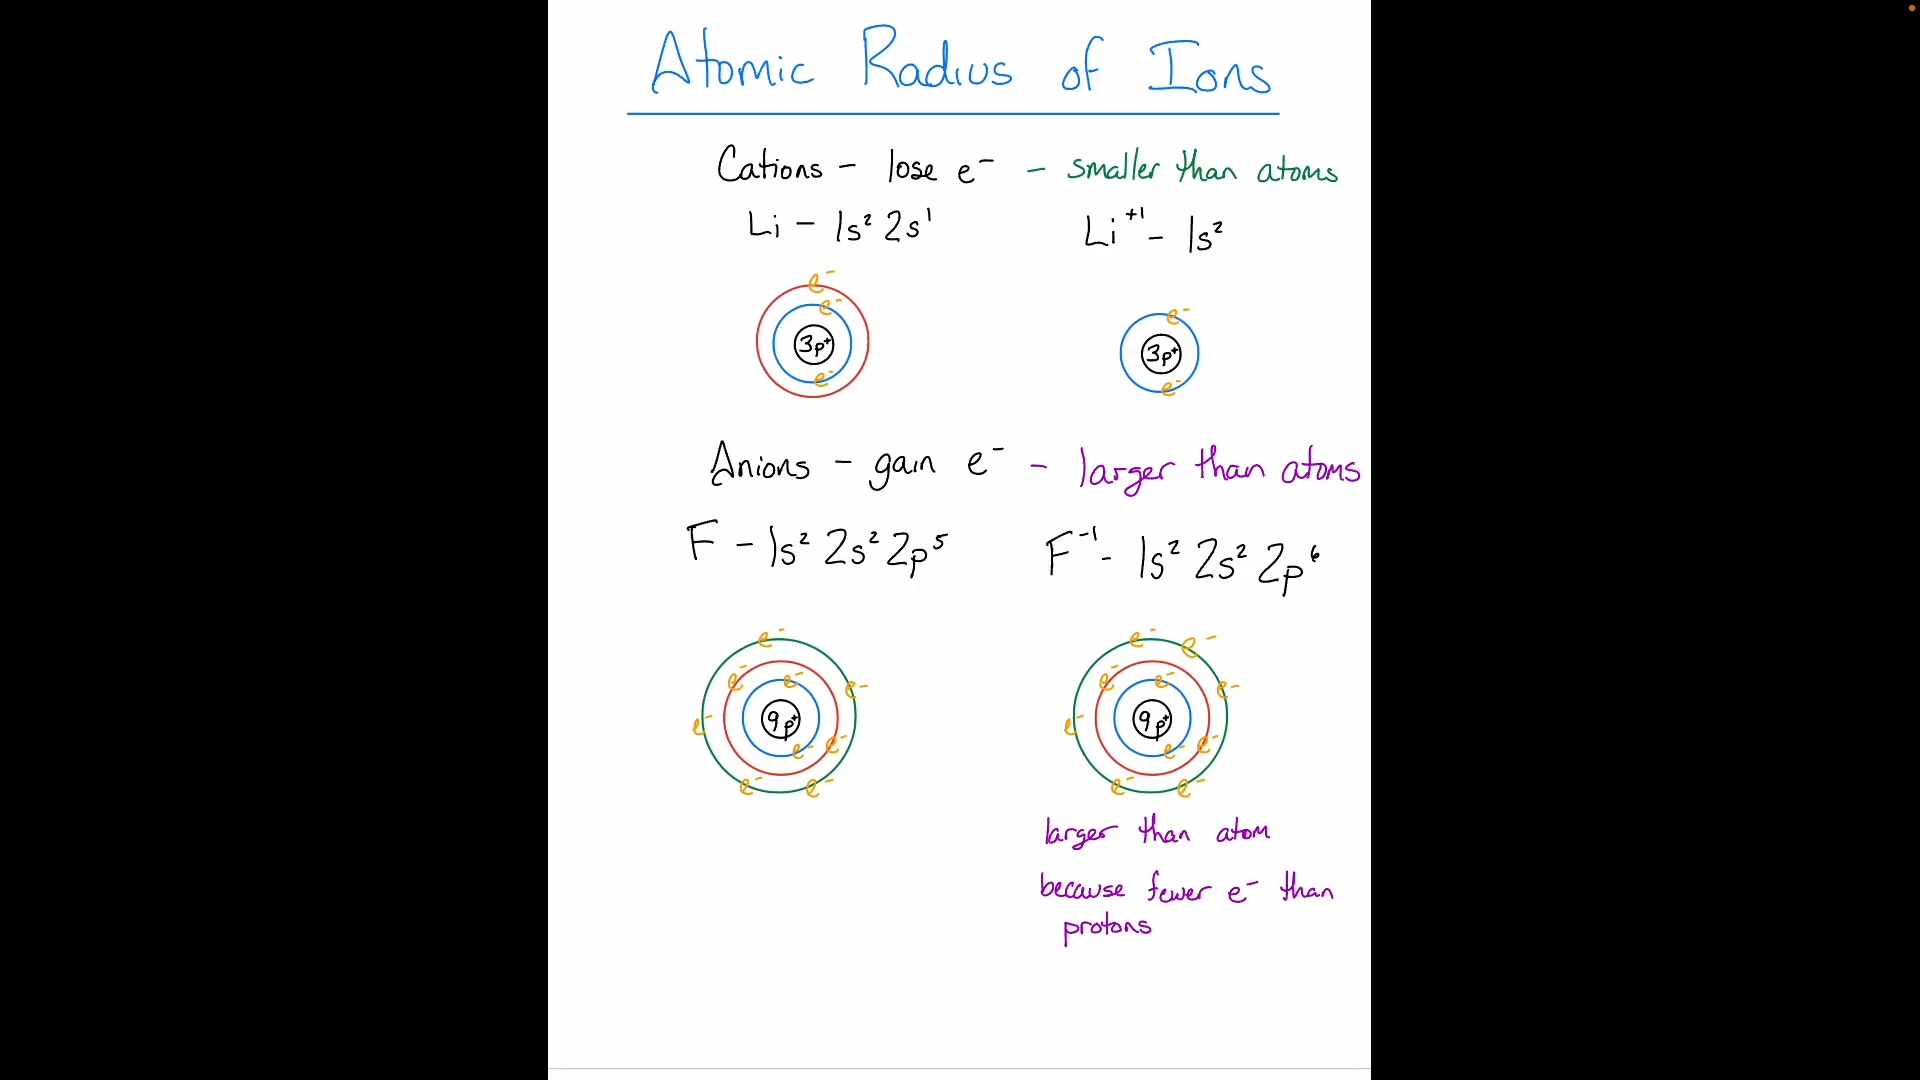 Atomic Radius of Ions
Cations - lose e⁻ - smaller than atoms
Li - 1s² 2s¹
Li⁺¹ - 1s²
e⁻
e⁻
3p⁺
e⁻
e⁻
3p⁺
e⁻
Anions - gain e⁻ - larger than atoms
F - 1s² 2s² 2p⁵
F⁻¹ - 1s² 2s² 2p⁶
e⁻
e⁻ e⁻
e⁻
e⁻ 9p⁺
e⁻ e⁻
e⁻ e⁻
e⁻ e⁻
e⁻ e⁻
e⁻
e⁻ 9p⁺
e⁻ e⁻
e⁻ e⁻
larger than atom
because fewer e⁻ than
protons